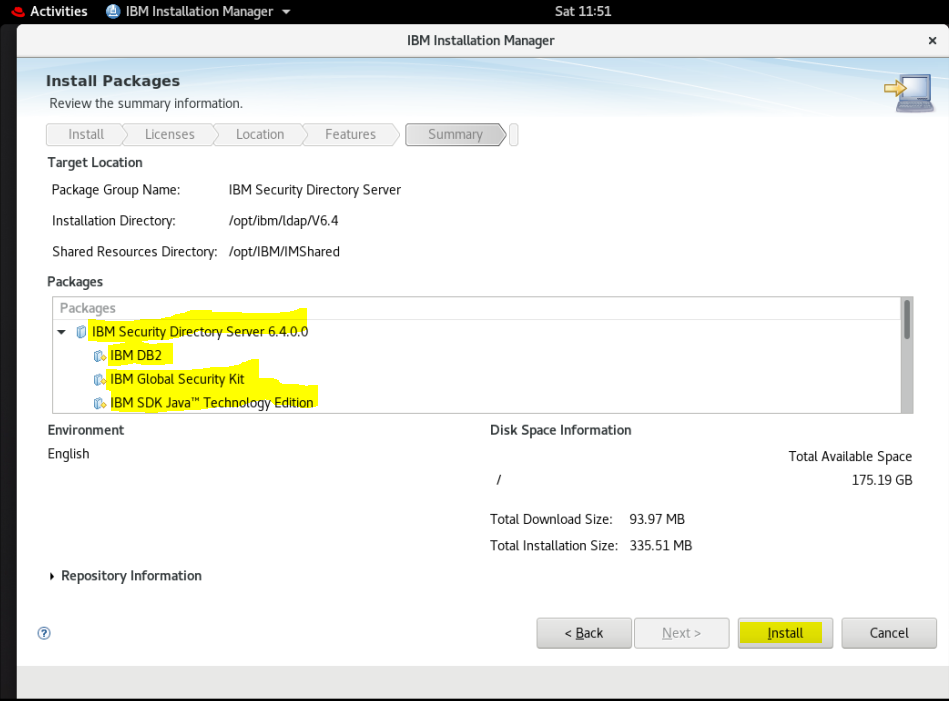 Activities IBM Installation Manager Sat 11:51
IBM Installation Manager ×
Install Packages
Review the summary information.
Install Licenses Location Features Summary
Target Location
Package Group Name: IBM Security Directory Server
Installation Directory: /opt/ibm/ldap/V6.4
Shared Resources Directory: /opt/IBM/IMShared
Packages
Packages
IBM Security Directory Server 6.4.0.0
IBM DB2
IBM Global Security Kit
IBM SDK Java™ Technology Edition
Environment Disk Space Information
English
Total Available Space
/ 175.19 GB
Total Download Size: 93.97 MB
Total Installation Size: 335.51 MB
Repository Information
? < Back Next > Install Cancel